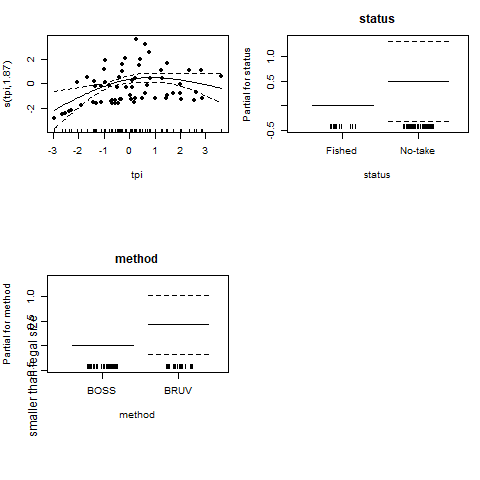 s(tpi,1.87)
2
0
-2
-3 -2 -1 0 1 2 3
tpi
status
Partial for status
1.0
0.5
-0.5
Fished No-take
status
method
Partial for method
smaller than legal size
1.0
0.5
-0.5
BOSS BRUV
method